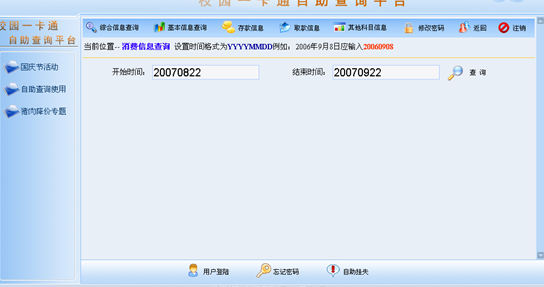 校园一卡通自助查询平台
校园一卡通
自助查询平台
综合信息查询 基本信息查询 存款信息 取款信息 其他科目信息 修改密码 返回 注销
当前位置-- 消费信息查询 设置时间格式为YYYYMMDD例如：2006年9月8日应输入20060908
国庆节活动
自助查询使用
猪肉降价专题
开始时间： 20070822 结束时间： 20070922 查 询
用户登陆 忘记密码 自助挂失